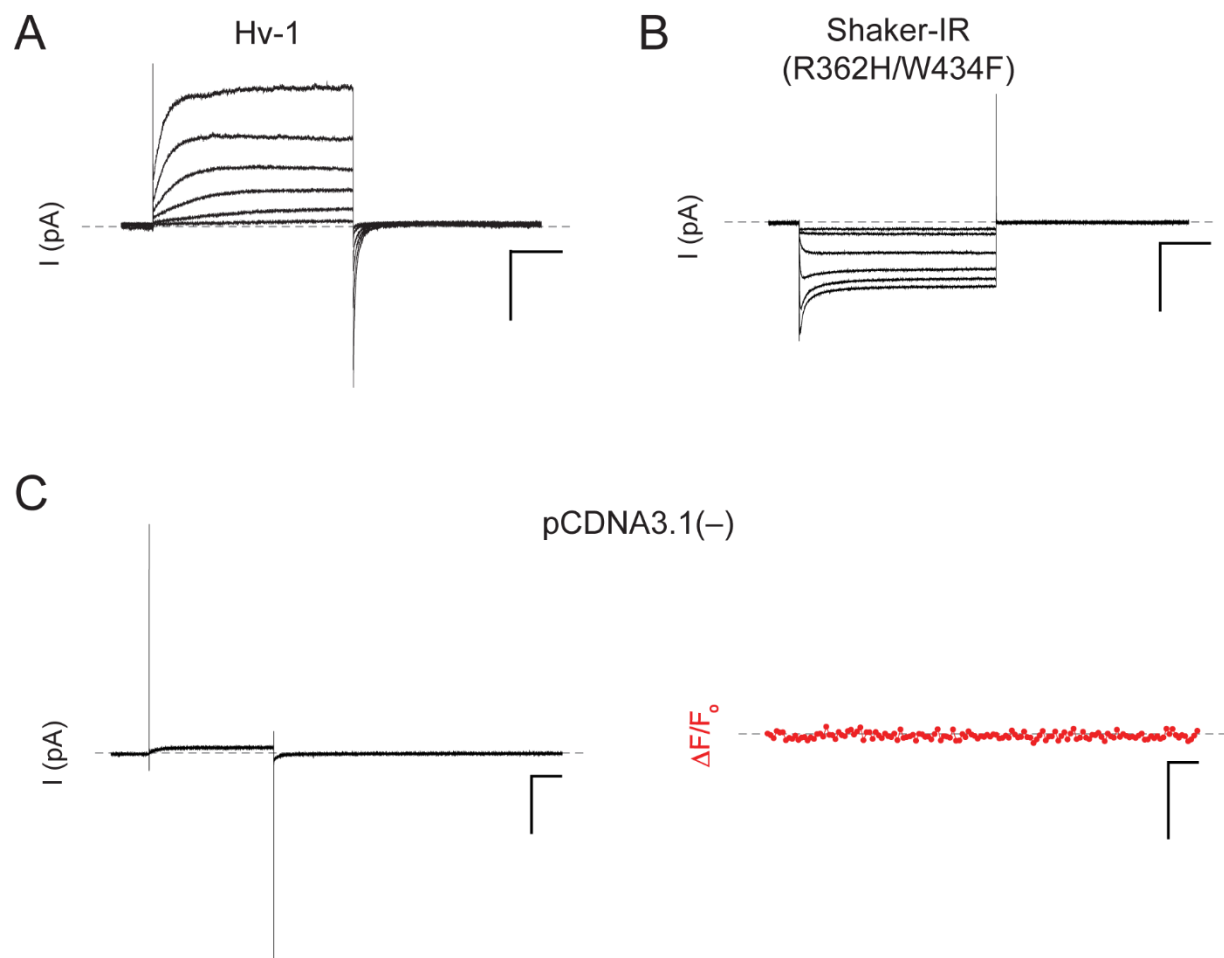 A
Hv-1
I (pA)
B
Shaker-IR
(R362H/W434F)
I (pA)
C
pCDNA3.1(–)
I (pA)
ΔF/Fo